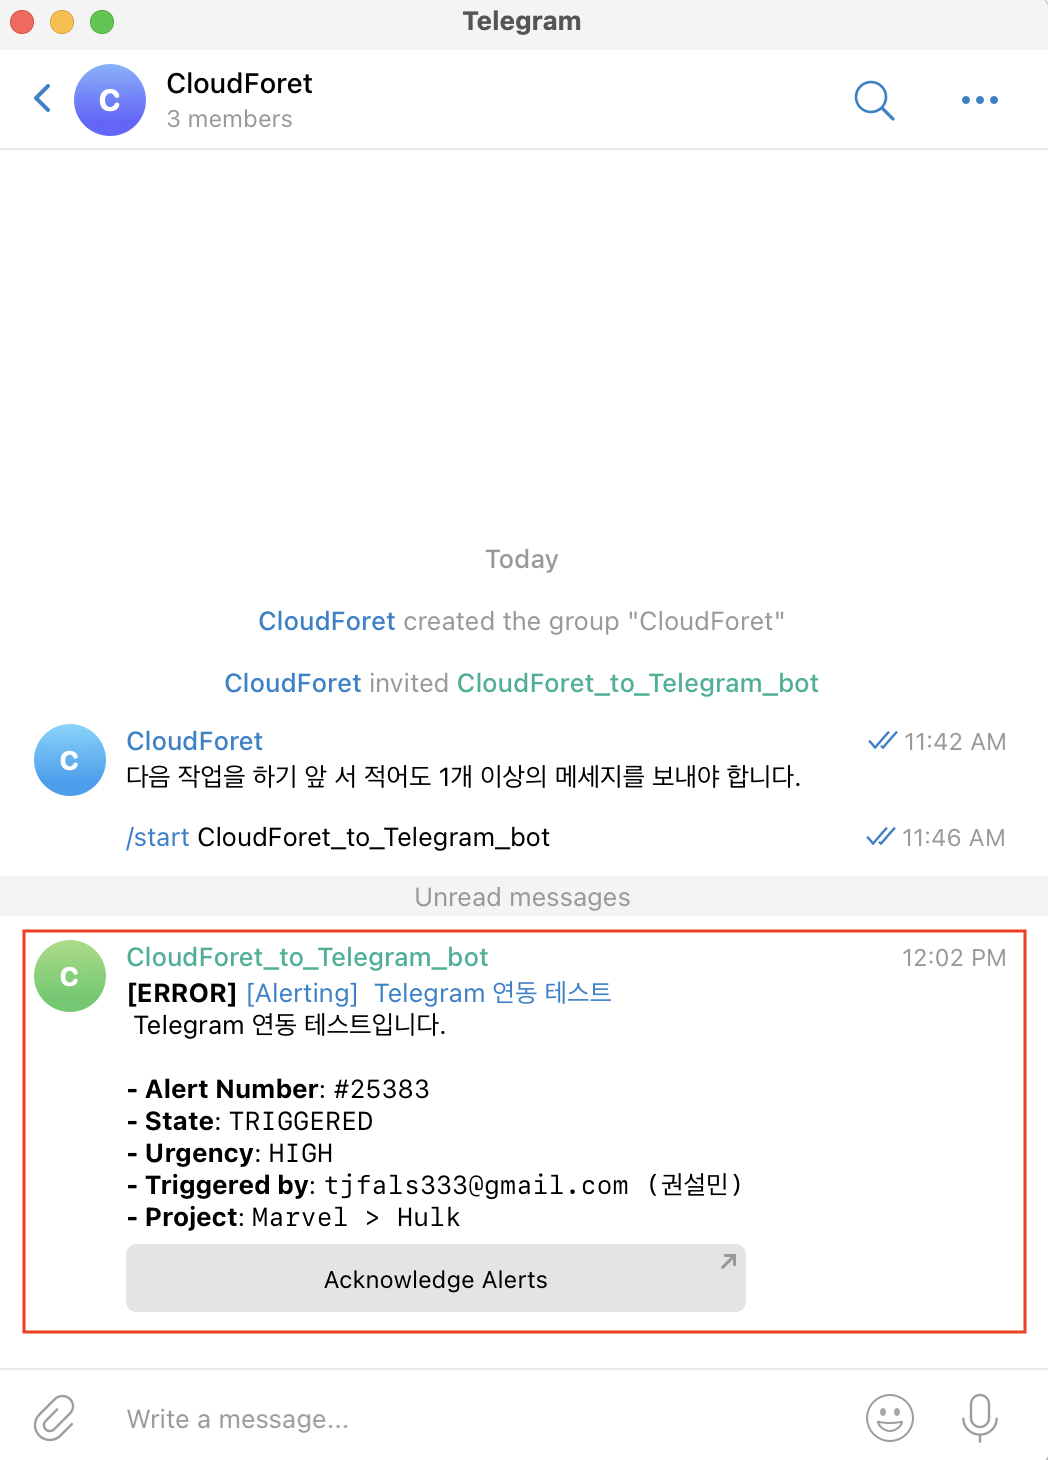 Telegram
C
CloudForet
3 members
Today
CloudForet created the group "CloudForet"
CloudForet invited CloudForet_to_Telegram_bot
C
CloudForet
11:42 AM
다음 작업을 하기 앞 서 적어도 1개 이상의 메세지를 보내야 합니다.
/start CloudForet_to_Telegram_bot
11:46 AM
Unread messages
C
CloudForet_to_Telegram_bot
12:02 PM
[ERROR] [Alerting] Telegram 연동 테스트
Telegram 연동 테스트입니다.
- Alert Number: #25383
- State: TRIGGERED
- Urgency: HIGH
- Triggered by: tjfals333@gmail.com (권설민)
- Project: Marvel > Hulk
Acknowledge Alerts
Write a message...